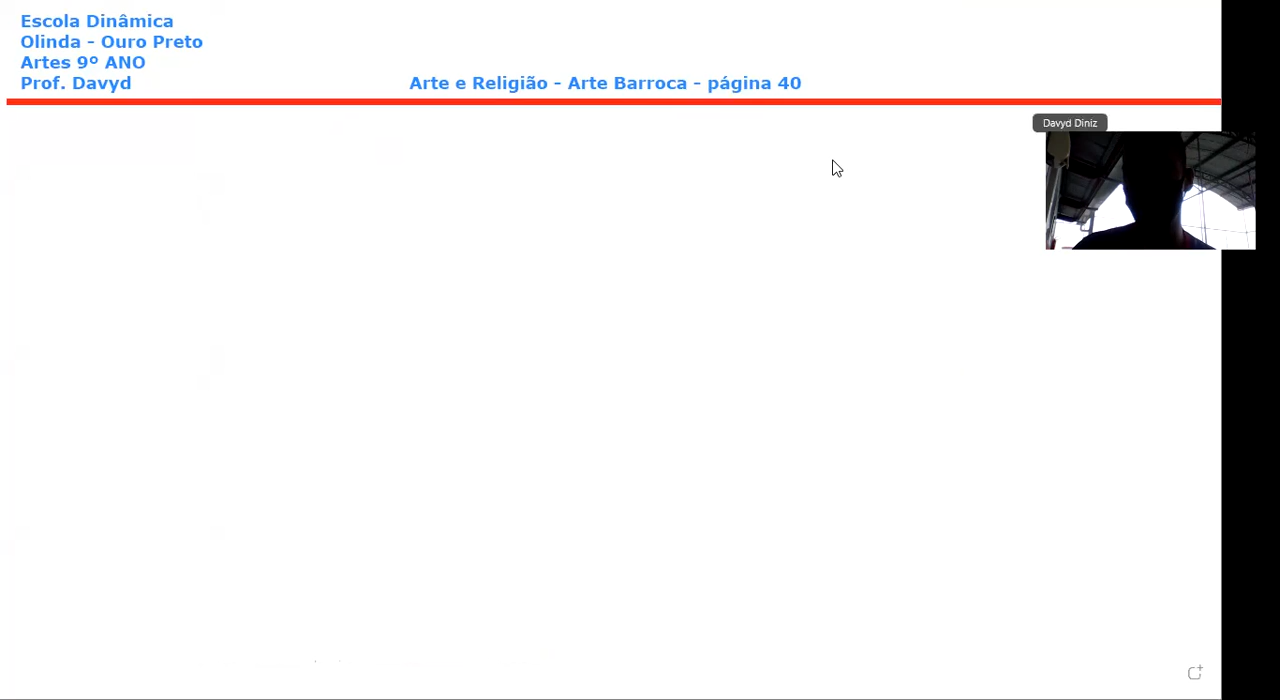 Escola Dinâmica
Olinda - Ouro Preto
Artes 9º ANO
Prof. Davyd
Arte e Religião - Arte Barroca - página 40
Davyd Diniz